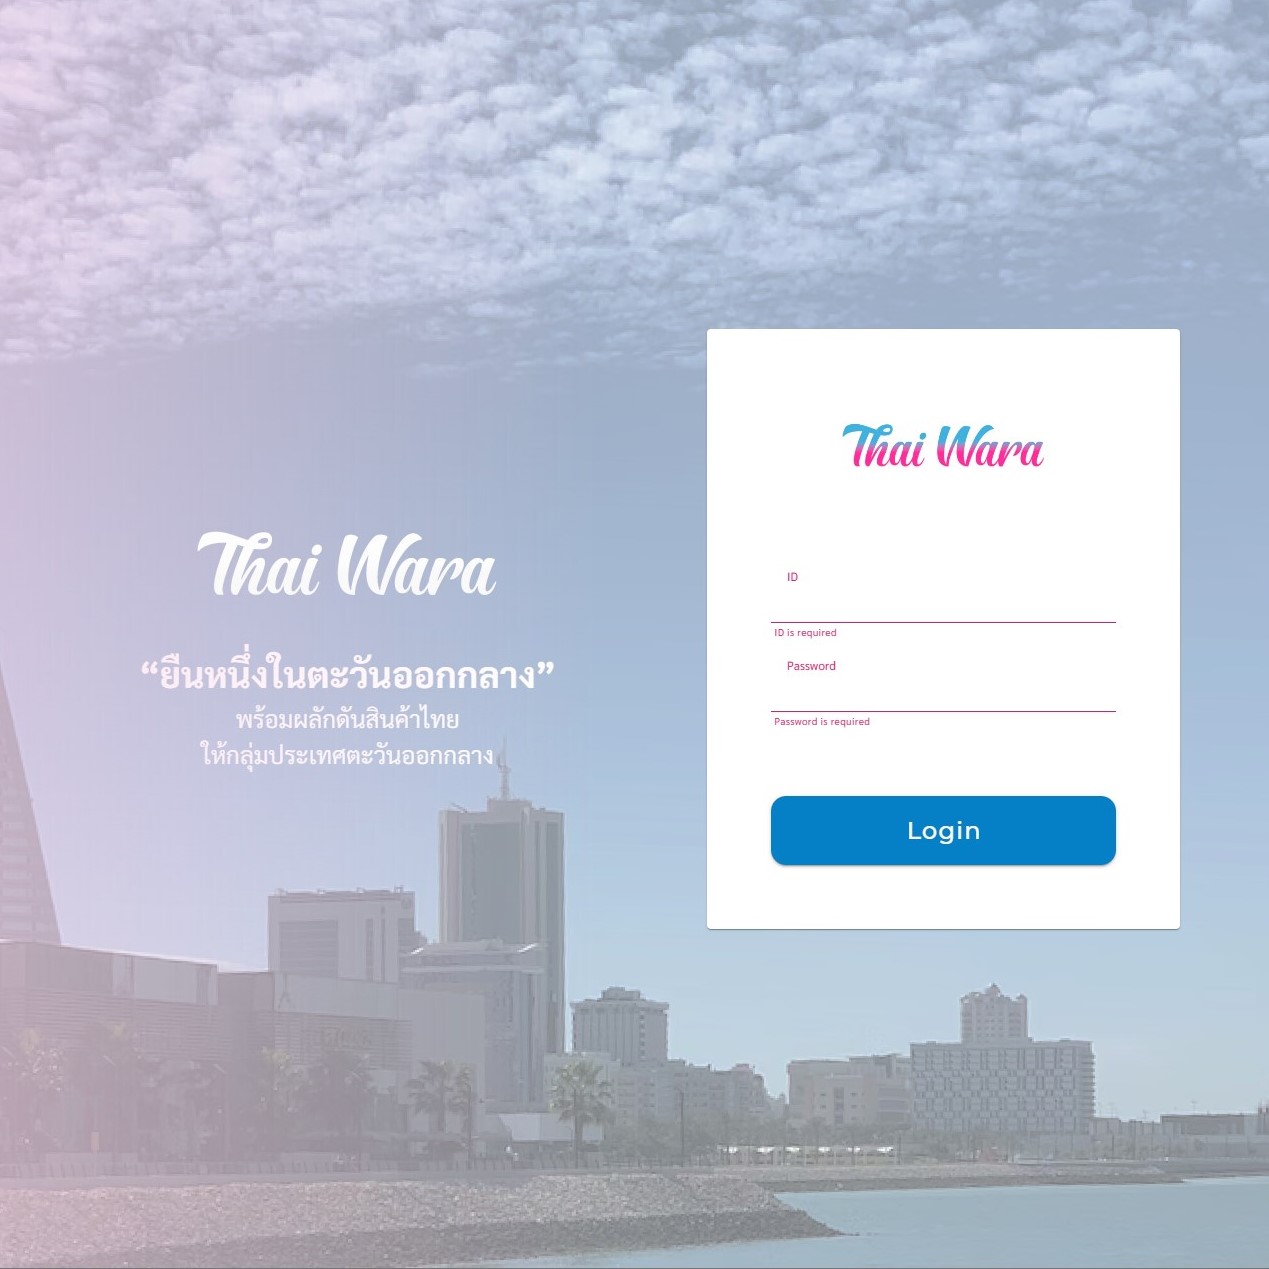 Thai Wara
“ยืนหนึ่งในตะวันออกกลาง”
พร้อมผลักดันสินค้าไทย
ให้กลุ่มประเทศตะวันออกกลาง
Thai Wara
ID
ID is required
Password
Password is required
Login